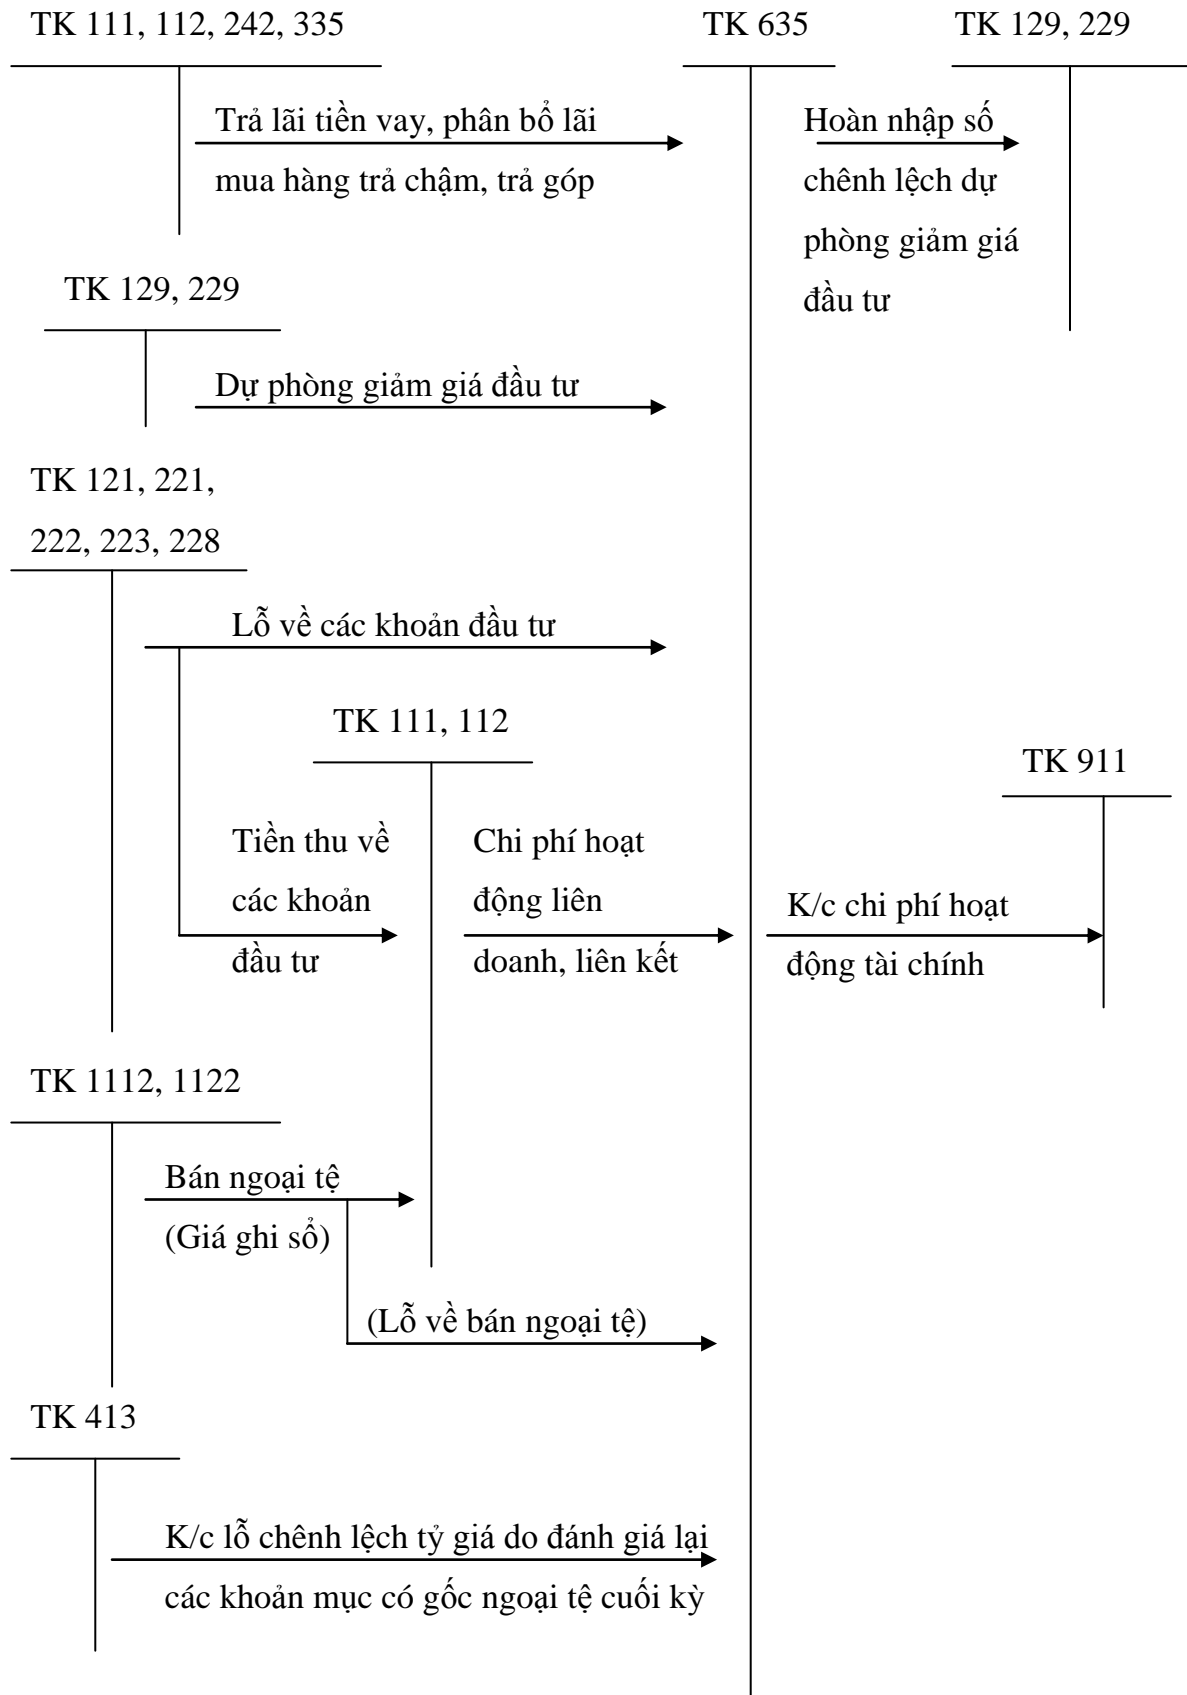 TK 111, 112, 242, 335
TK 635
TK 129, 229
Trả lãi tiền vay, phân bổ lãi
mua hàng trả chậm, trả góp
Hoàn nhập số
chênh lệch dự
phòng giảm giá
đầu tư
TK 129, 229
Dự phòng giảm giá đầu tư
TK 121, 221,
222, 223, 228
Lỗ về các khoản đầu tư
TK 111, 112
TK 911
Tiền thu về
các khoản
đầu tư
Chi phí hoạt
động liên
doanh, liên kết
K/c chi phí hoạt
động tài chính
TK 1112, 1122
Bán ngoại tệ
(Giá ghi sổ)
(Lỗ về bán ngoại tệ)
TK 413
K/c lỗ chênh lệch tỷ giá do đánh giá lại
các khoản mục có gốc ngoại tệ cuối kỳ